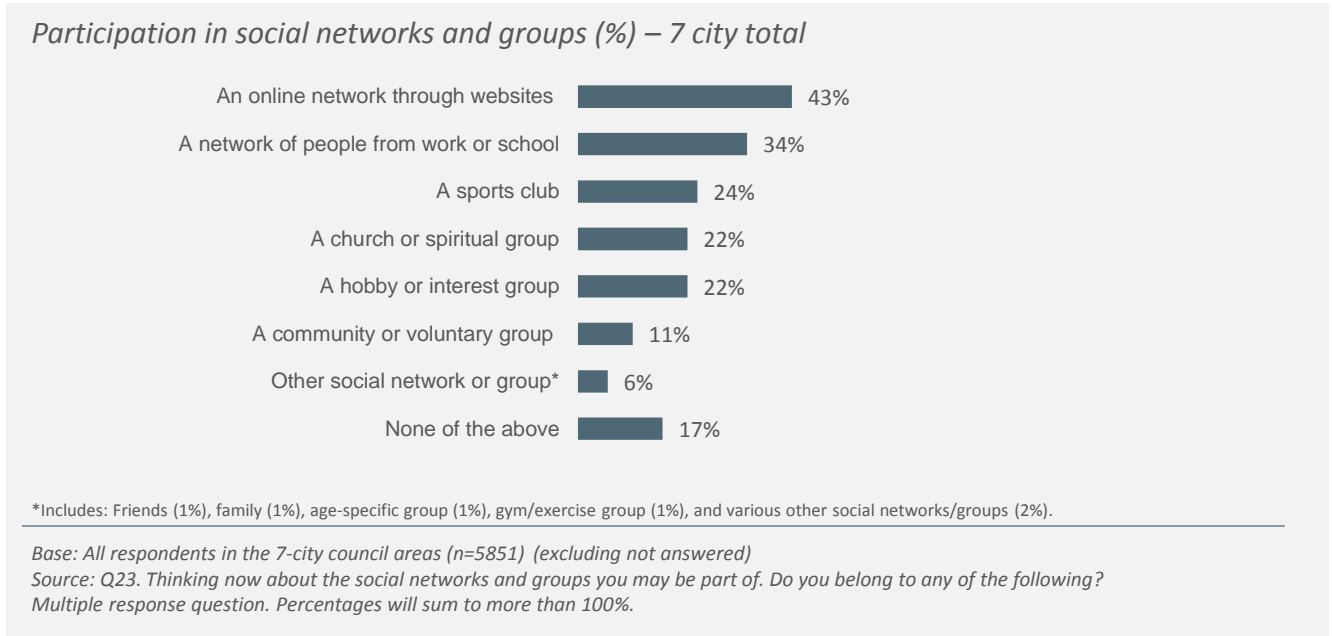 Participation in social networks and groups (%) – 7 city total
An online network through websites 43%
A network of people from work or school 34%
A sports club 24%
A church or spiritual group 22%
A hobby or interest group 22%
A community or voluntary group 11%
Other social network or group* 6%
None of the above 17%
*Includes: Friends (1%), family (1%), age-specific group (1%), gym/exercise group (1%), and various other social networks/groups (2%).
Base: All respondents in the 7-city council areas (n=5851) (excluding not answered)
Source: Q23. Thinking now about the social networks and groups you may be part of. Do you belong to any of the following?
Multiple response question. Percentages will sum to more than 100%.